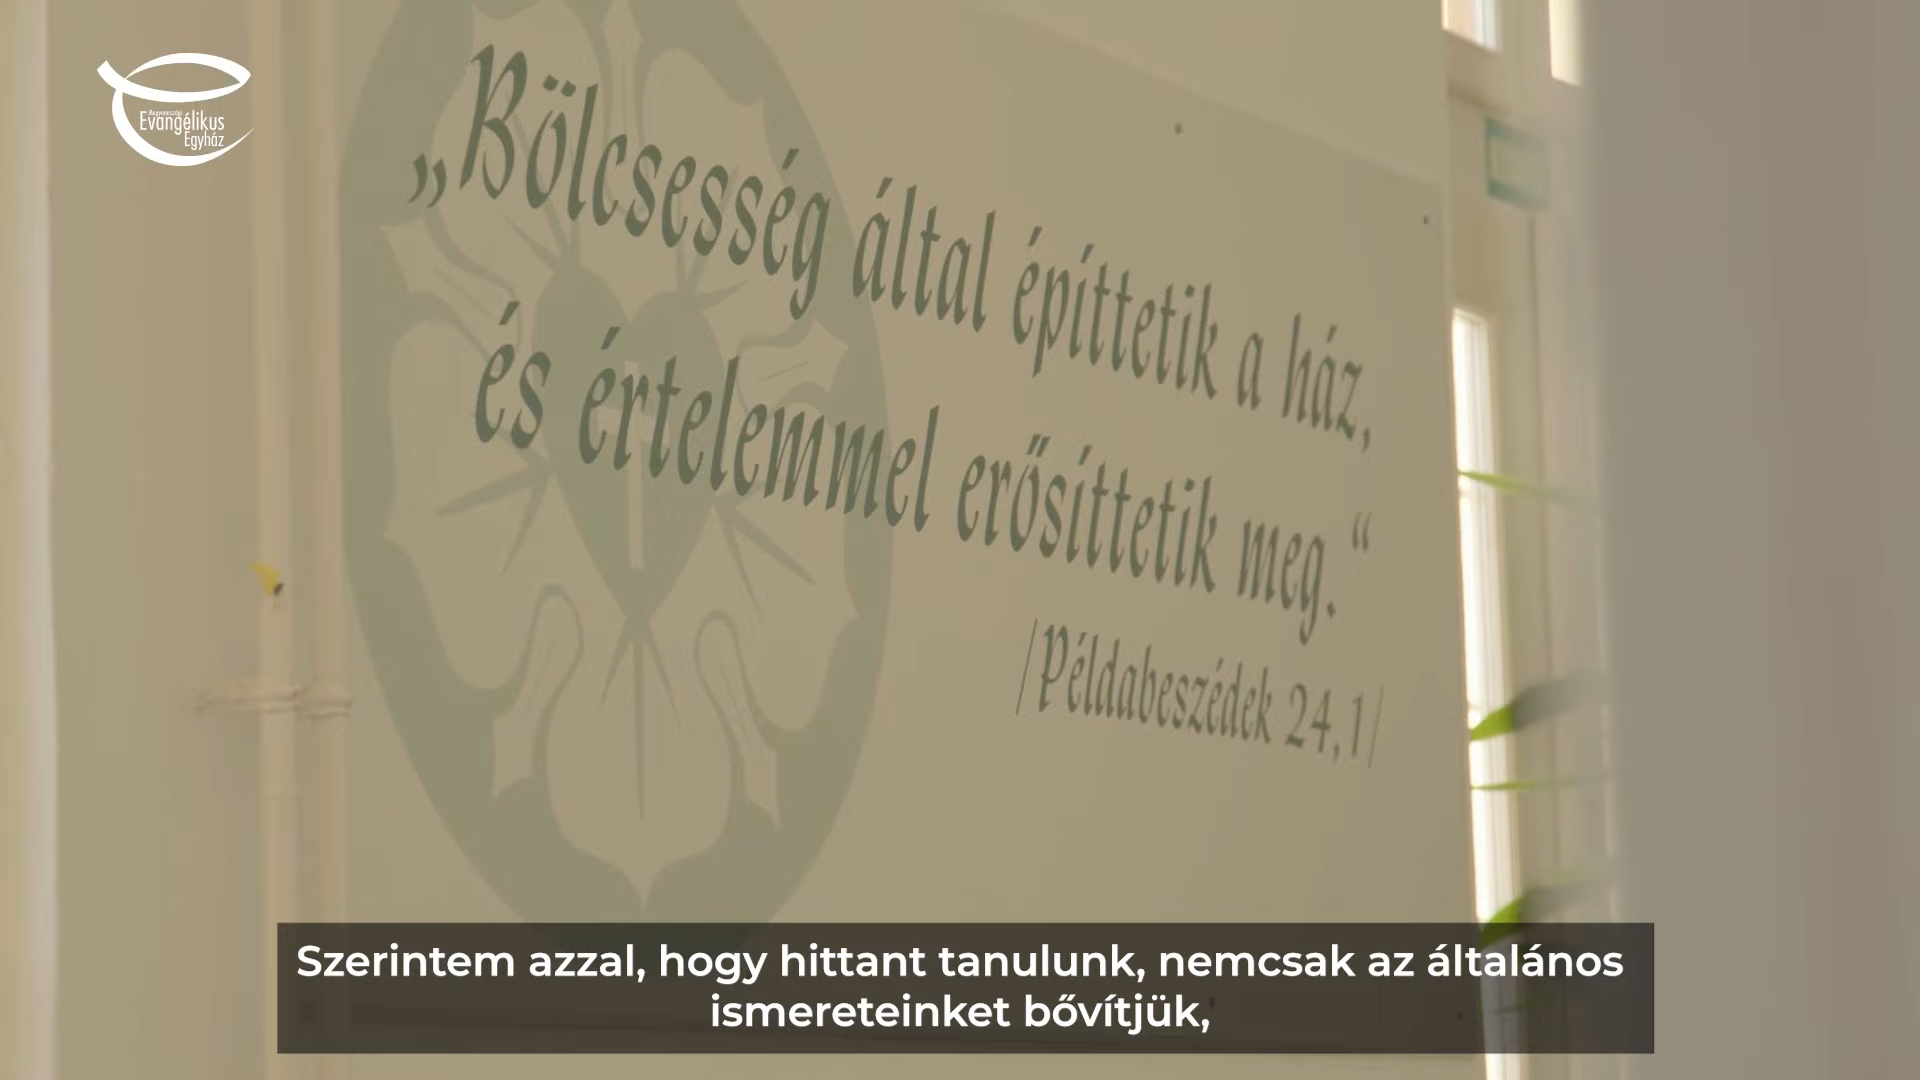 Magyarországi
Evangélikus
Egyház
„Bölcsesség által építtetik a ház,
és értelemmel erősíttetik meg.“
|Példabeszédek 24,1|
Szerintem azzal, hogy hittant tanulunk, nemcsak az általános
ismereteinket bővítjük,